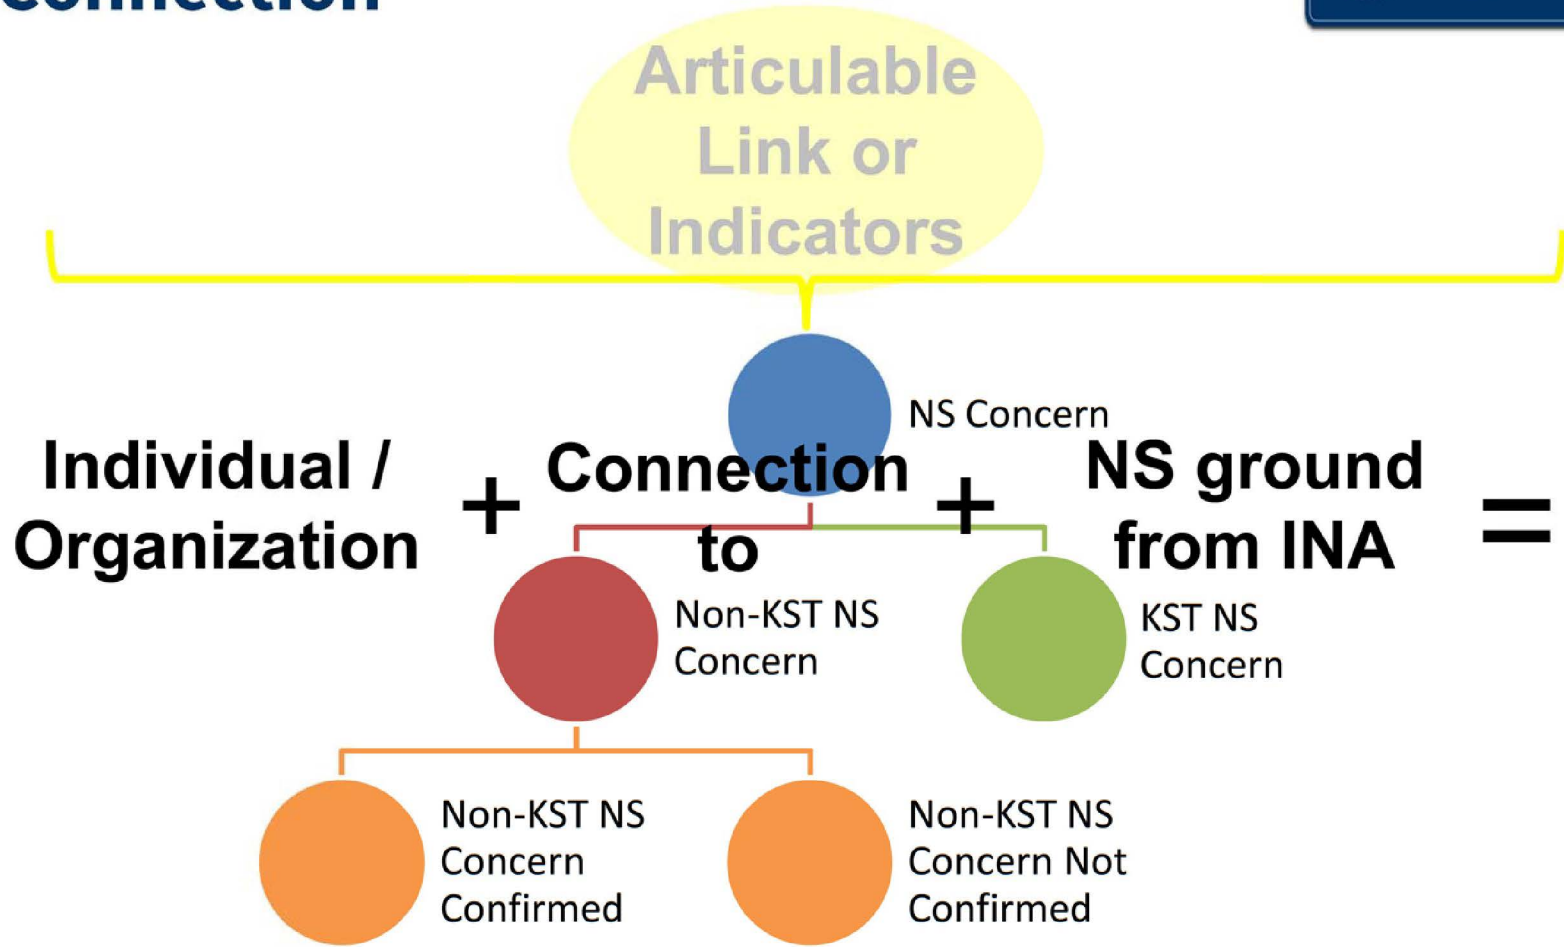 Connection
Articulable
Link or
Indicators
NS Concern
Individual /
Organization
+
Connection
to
+
NS ground
from INA
=
Non-KST NS
Concern
KST NS
Concern
Non-KST NS
Concern
Confirmed
Non-KST NS
Concern Not
Confirmed